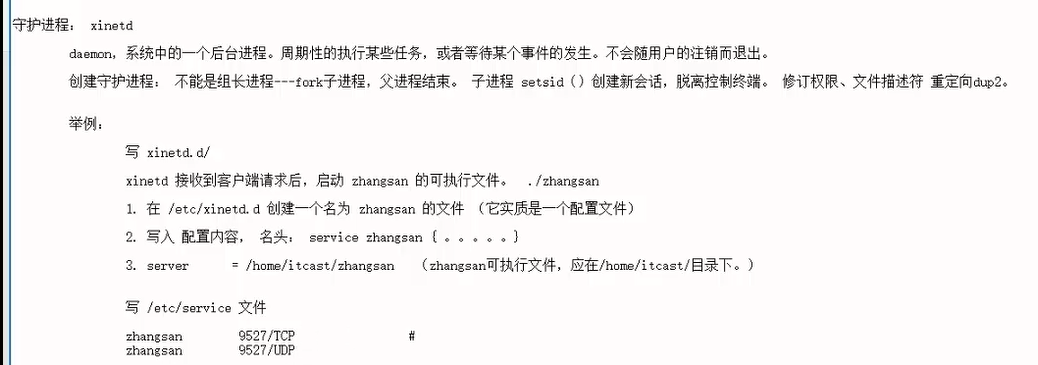 守护进程： xinetd
daemon，系统中的一个后台进程。周期性的执行某些任务，或者等待某个事件的发生。不会随用户的注销而退出。
创建守护进程： 不能是组长进程---fork子进程，父进程结束。 子进程 setsid（）创建新会话，脱离控制终端。 修订权限、文件描述符 重定向dup2。
举例：
写 xinetd.d/
xinetd 接收到客户端请求后，启动 zhangsan 的可执行文件。 ./zhangsan
1. 在 /etc/xinetd.d 创建一个名为 zhangsan 的文件 （它实质是一个配置文件）
2. 写入 配置内容， 名头： service zhangsan { 。。。。。}
3. server = /home/itcast/zhangsan （zhangsan可执行文件，应在/home/itcast/目录下。）
写 /etc/service 文件
zhangsan 9527/TCP #
zhangsan 9527/UDP